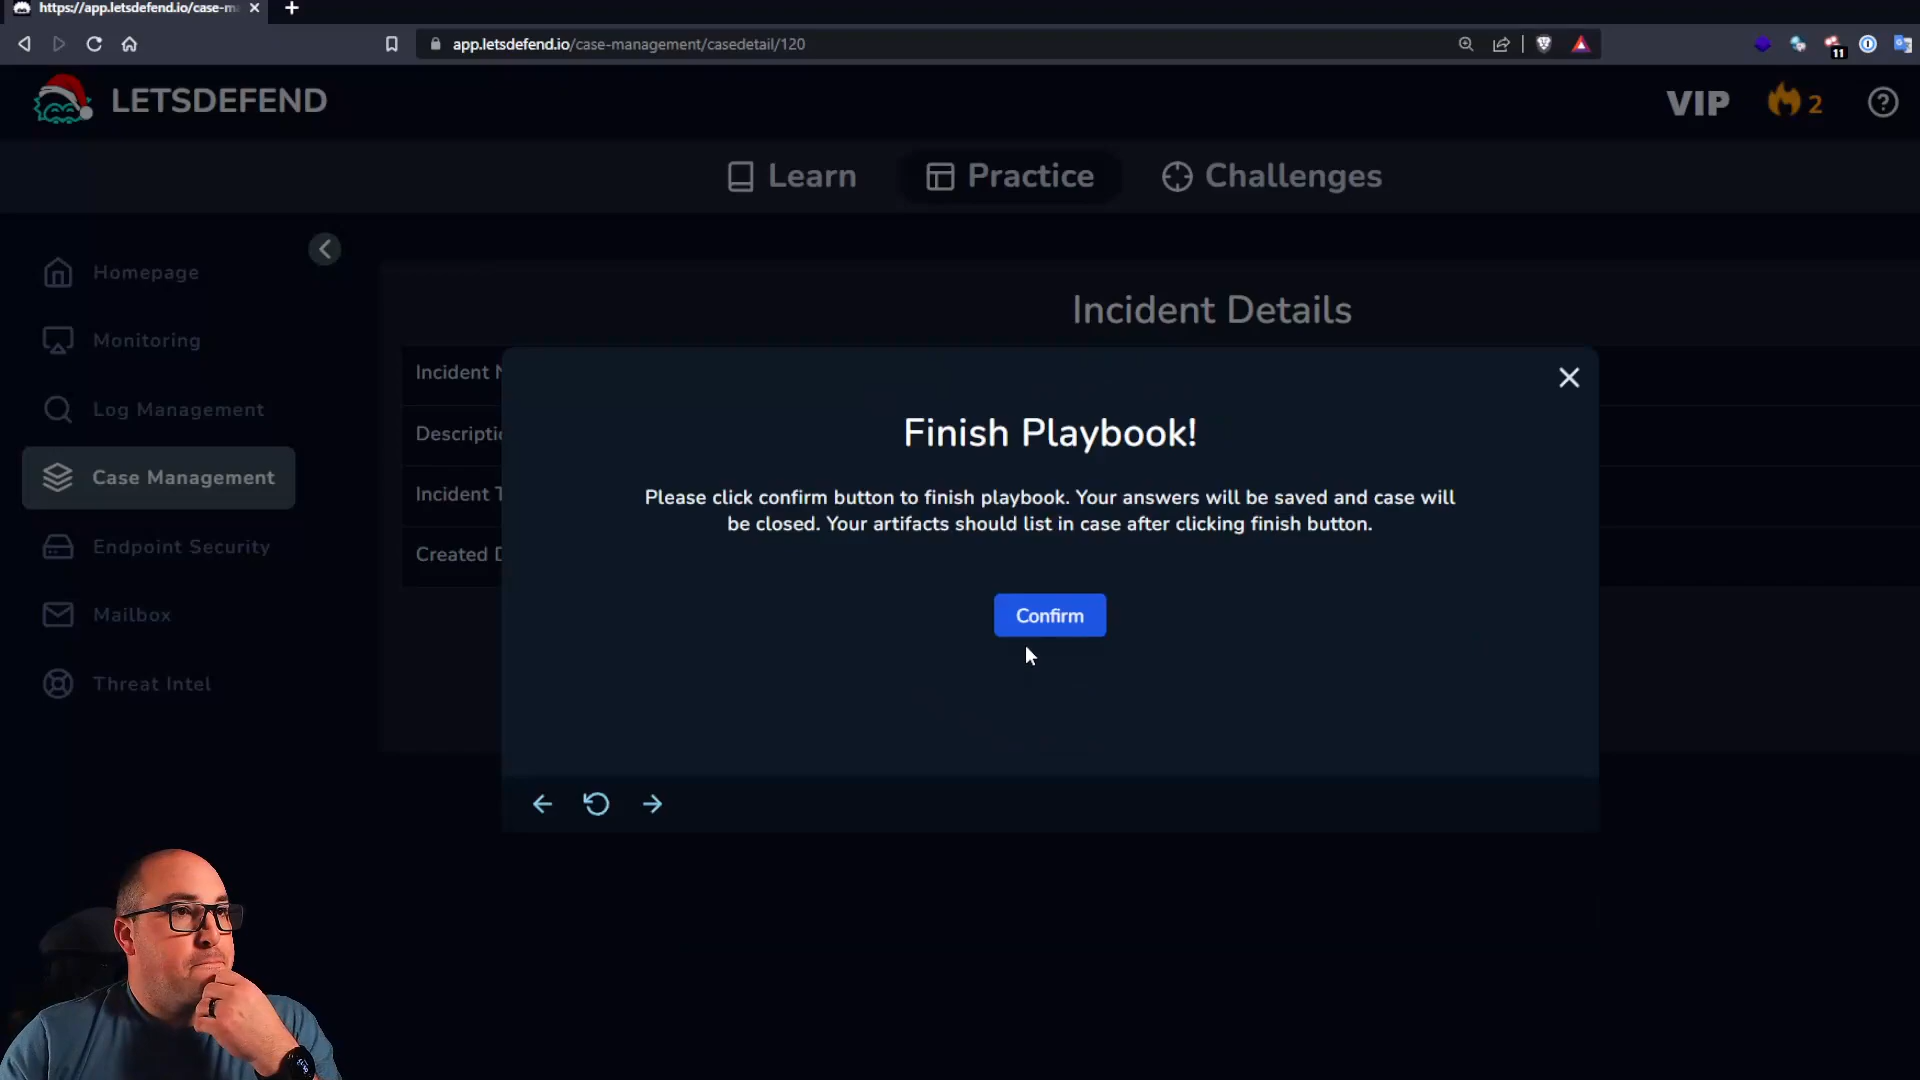 https://app.letsdefend.io/case-m
app.letsdefend.io/case-management/casedetail/120
11
LETSDEFEND
VIP
2
Learn
Practice
Challenges
Homepage
Monitoring
Log Management
Case Management
Endpoint Security
Mailbox
Threat Intel
Incident Details
Incident N
Descriptio
Incident T
Created D
Finish Playbook!
Please click confirm button to finish playbook. Your answers will be saved and case will
be closed. Your artifacts should list in case after clicking finish button.
Confirm